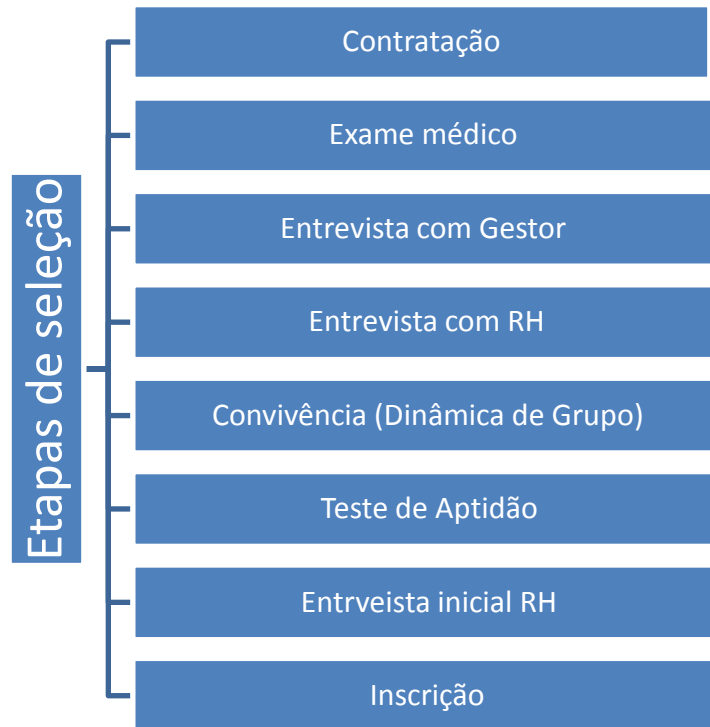 Etapas de seleção
Contratação
Exame médico
Entrevista com Gestor
Entrevista com RH
Convivência (Dinâmica de Grupo)
Teste de Aptidão
Entrveista inicial RH
Inscrição